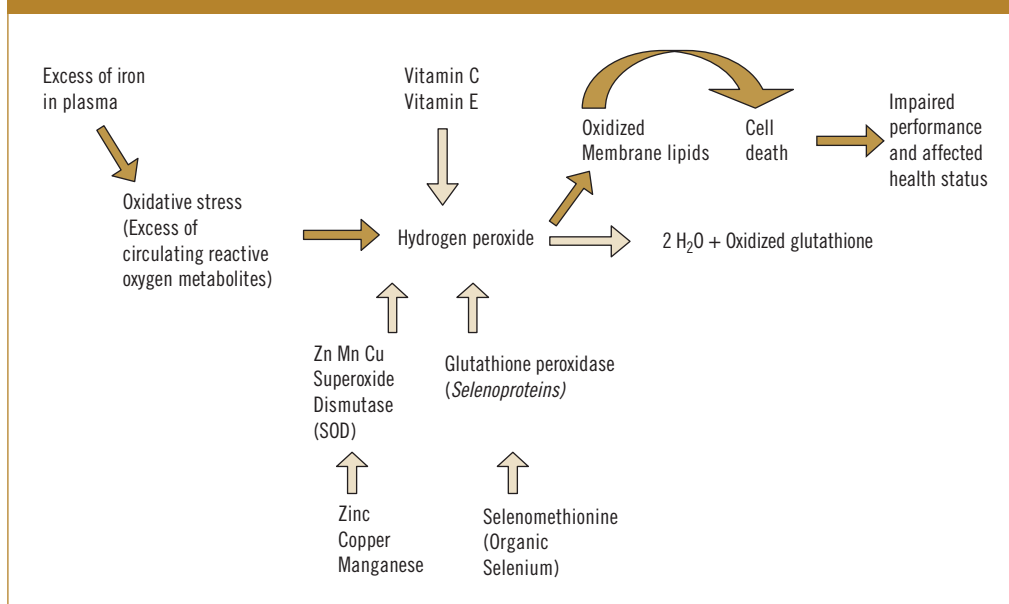 Excess of iron
in plasma
Vitamin C
Vitamin E
Oxidized
Membrane lipids
Cell
death
Impaired
performance
and affected
health status
Oxidative stress
(Excess of
circulating reactive
oxygen metabolites)
Hydrogen peroxide
2 H₂O + Oxidized glutathione
Zn Mn Cu
Superoxide
Dismutase
(SOD)
Glutathione peroxidase
(Selenoproteins)
Zinc
Copper
Manganese
Selenomethionine
(Organic
Selenium)